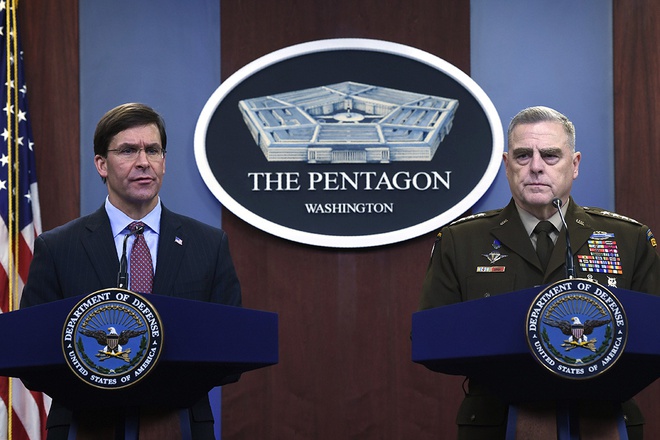 THE PENTAGON
WASHINGTON
DEPARTMENT OF DEFENSE
UNITED STATES OF AMERICA
DEPARTMENT OF DEFENSE
UNITED STATES OF AMERICA